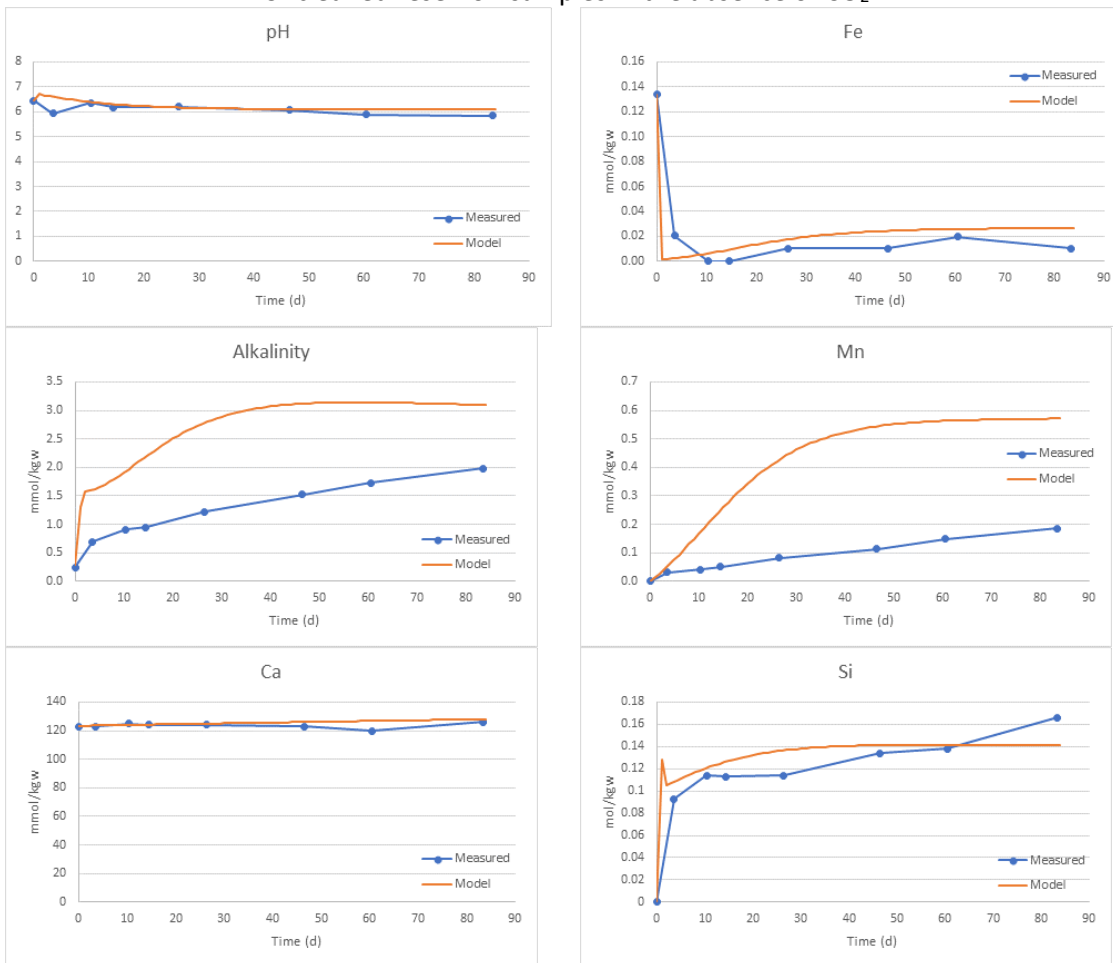 pH
8
7
6
5
4
3
2
1
0
Measured
Model
0 10 20 30 40 50 60 70 80 90
Time (d)
Fe
0.16
0.14
0.12
0.10
0.08
0.06
0.04
0.02
0.00
mmol/kgw
Measured
Model
0 10 20 30 40 50 60 70 80 90
Time (d)
Alkalinity
3.5
3.0
2.5
2.0
1.5
1.0
0.5
0.0
mmol/kgw
Measured
Model
0 10 20 30 40 50 60 70 80 90
Time (d)
Mn
0.7
0.6
0.5
0.4
0.3
0.2
0.1
0.0
mmol/kgw
Measured
Model
0 10 20 30 40 50 60 70 80 90
Time (d)
Ca
140
120
100
80
60
40
20
0
mmol/kgw
Measured
Model
0 10 20 30 40 50 60 70 80 90
Time (d)
Si
0.18
0.16
0.14
0.12
0.1
0.08
0.06
0.04
0.02
0
mol/kgw
Measured
Model
0 10 20 30 40 50 60 70 80 90
Time (d)